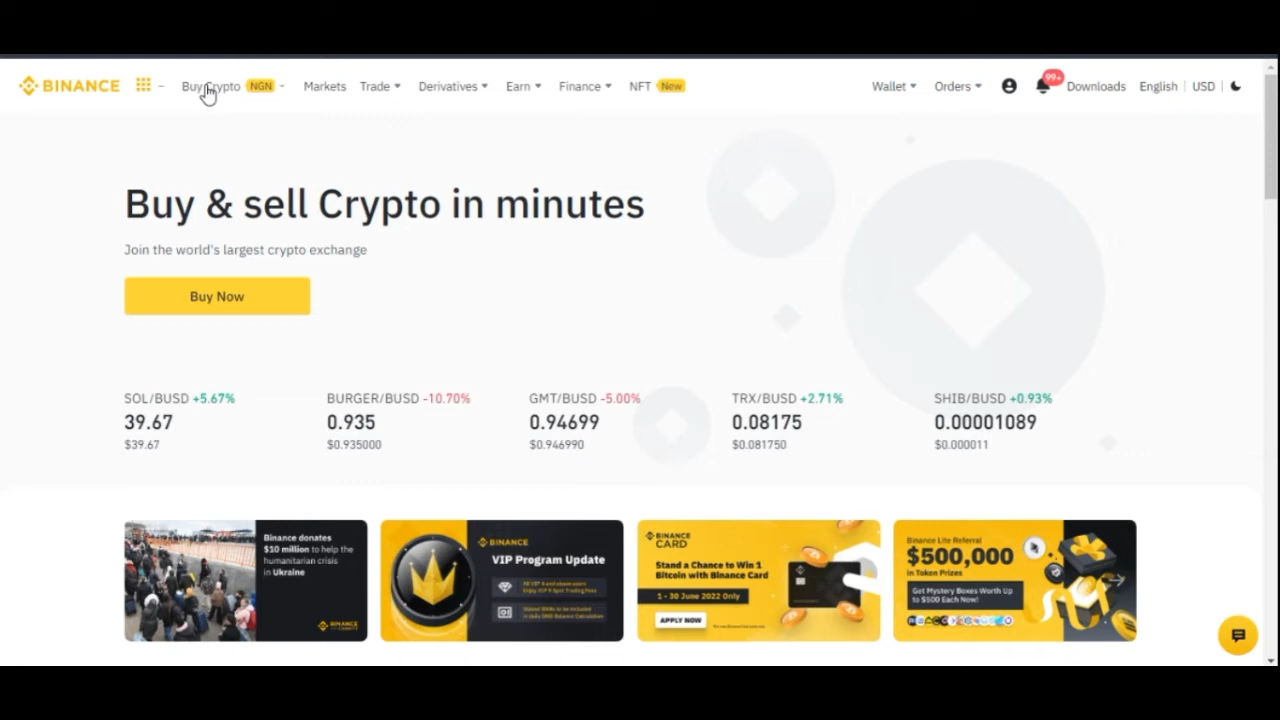 BINANCE Buy Crypto NGN Markets Trade Derivatives Earn Finance NFT New Wallet Orders 99+ Downloads English USD
Buy & sell Crypto in minutes
Join the world's largest crypto exchange
Buy Now
SOL/BUSD +5.67% BURGER/BUSD -10.70% GMT/BUSD -5.00% TRX/BUSD +2.71% SHIB/BUSD +0.93%
39.67 0.935 0.94699 0.08175 0.00001089
$39.67 $0.935000 $0.946990 $0.081750 $0.000011
Binance donates
$10 million to help the
humanitarian crisis
in Ukraine
BINANCE
BINANCE
VIP Program Update
BINANCE
CARD
Stand a Chance to Win 1
Bitcoin with Binance Card
1 - 30 June 2022 Only
APPLY NOW
Binance Lite Referral
$500,000
in Token Prizes
Get Mystery Boxes Worth Up
to $500 Each Now!